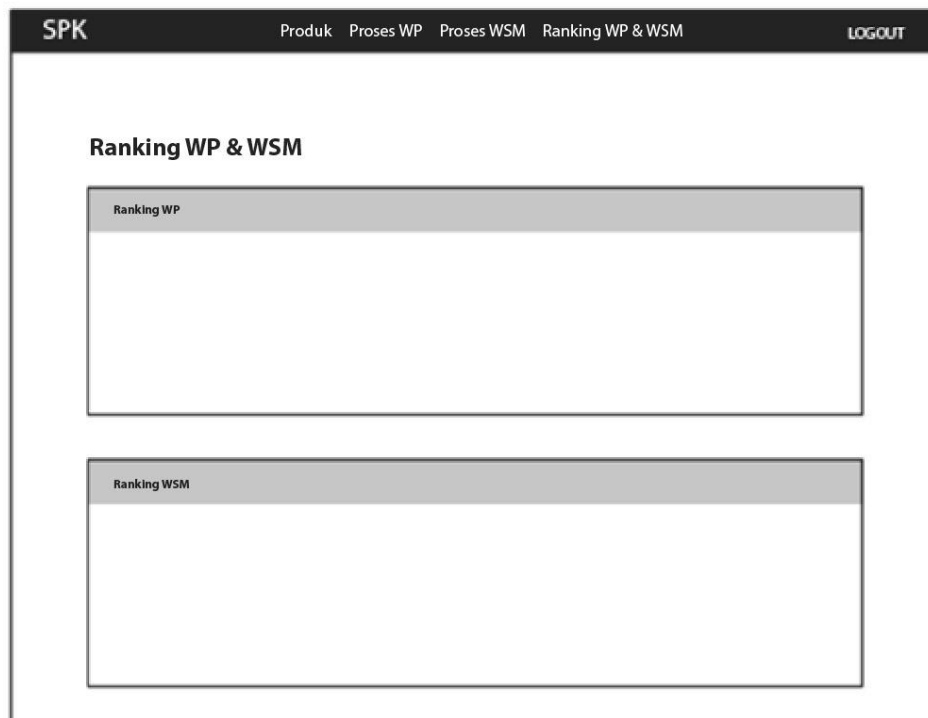 SPK Produk Proses WP Proses WSM Ranking WP & WSM LOGOUT
Ranking WP & WSM
Ranking WP
Ranking WSM